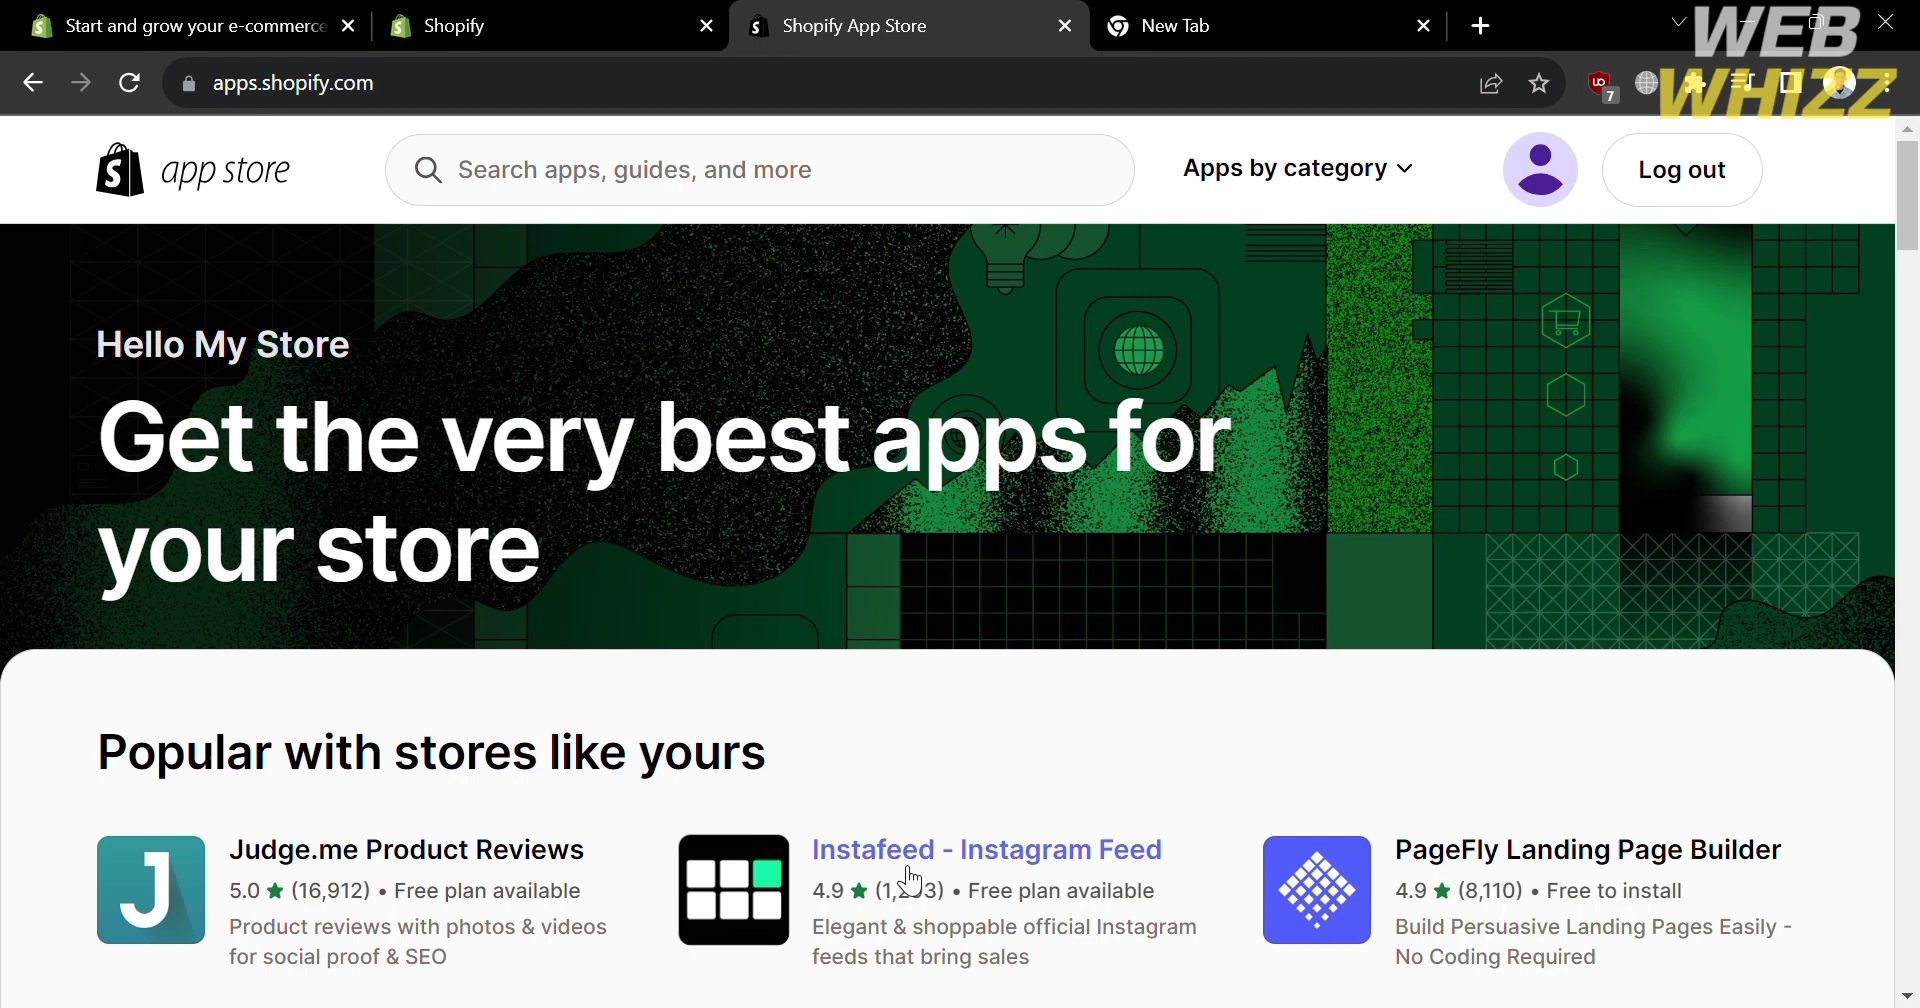 Start and grow your e-commerce
Shopify
Shopify App Store
New Tab
WEB
WHIZZ
apps.shopify.com
7
app store
Search apps, guides, and more
Apps by category
Log out
Hello My Store
Get the very best apps for
your store
Popular with stores like yours
Judge.me Product Reviews
5.0 ★ (16,912) • Free plan available
Product reviews with photos & videos
for social proof & SEO
Instafeed - Instagram Feed
4.9 ★ • Free plan available
Elegant & shoppable official Instagram
feeds that bring sales
PageFly Landing Page Builder
4.9 ★ (8,110) • Free to install
Build Persuasive Landing Pages Easily -
No Coding Required